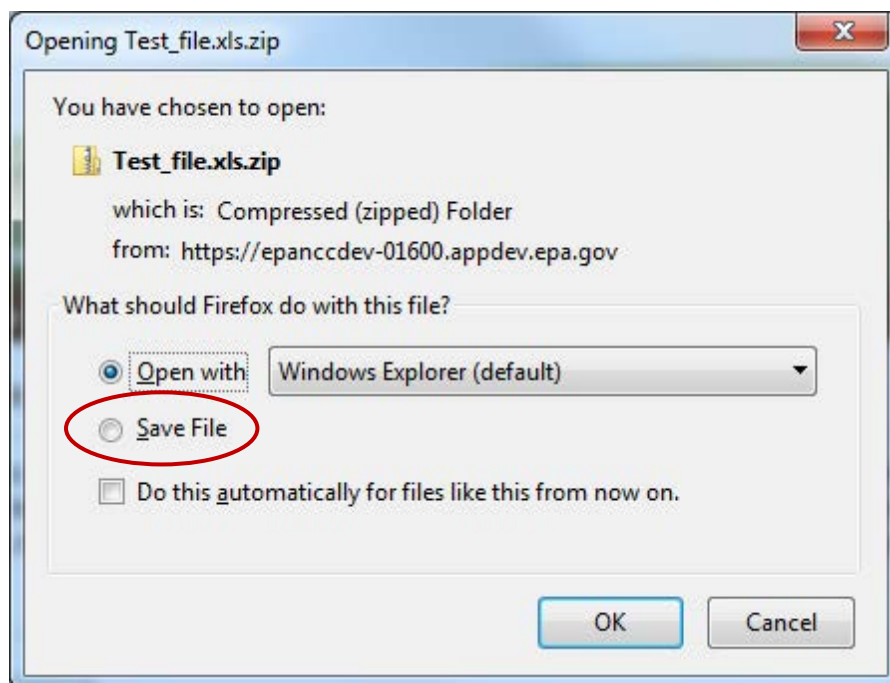 Opening Test_file.xls.zip
You have chosen to open:
Test_file.xls.zip
which is: Compressed (zipped) Folder
from: https://epanccdev-01600.appdev.epa.gov
What should Firefox do with this file?
Open with Windows Explorer (default)
Save File
Do this automatically for files like this from now on.
OK Cancel